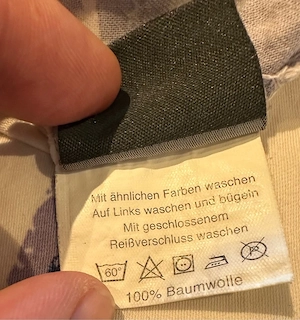 Mit ähnlichen Farben waschen
Auf Links waschen und bügeln
Mit geschlossenem
Reißverschluss waschen
60°
100% Baumwolle